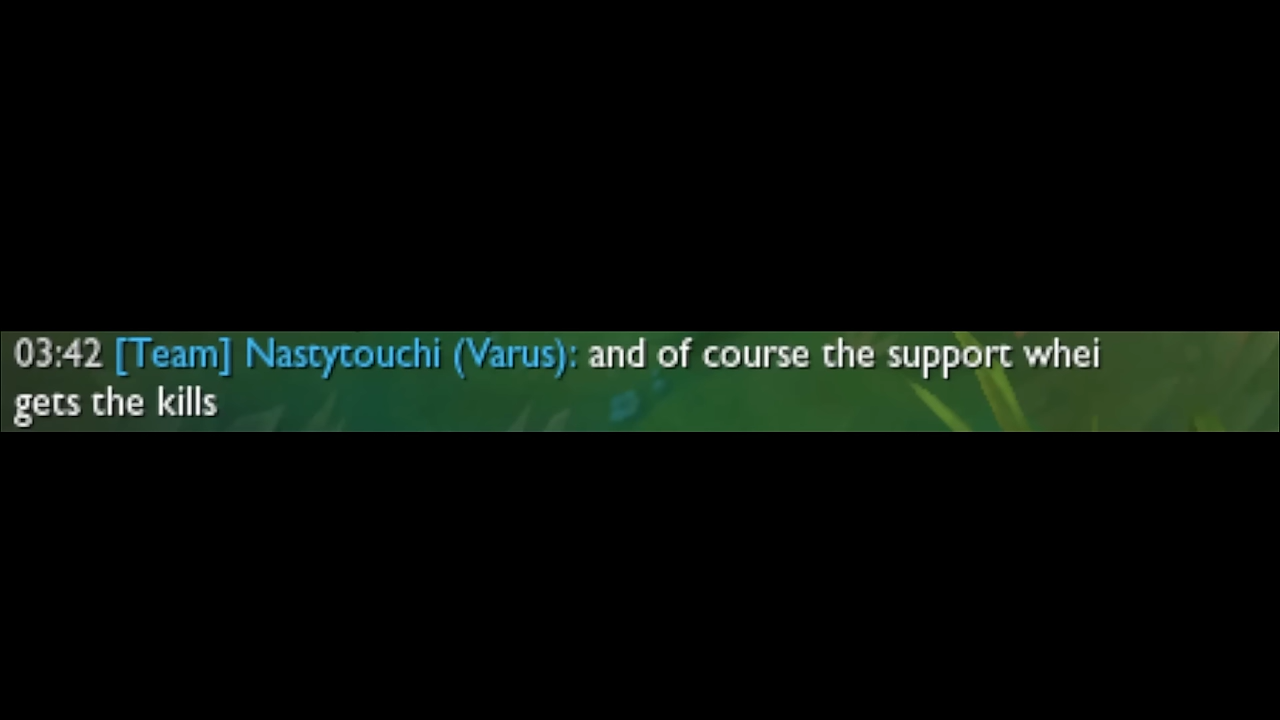 03:42 [Team] Nastytouchi (Varus): and of course the support whei
gets the kills